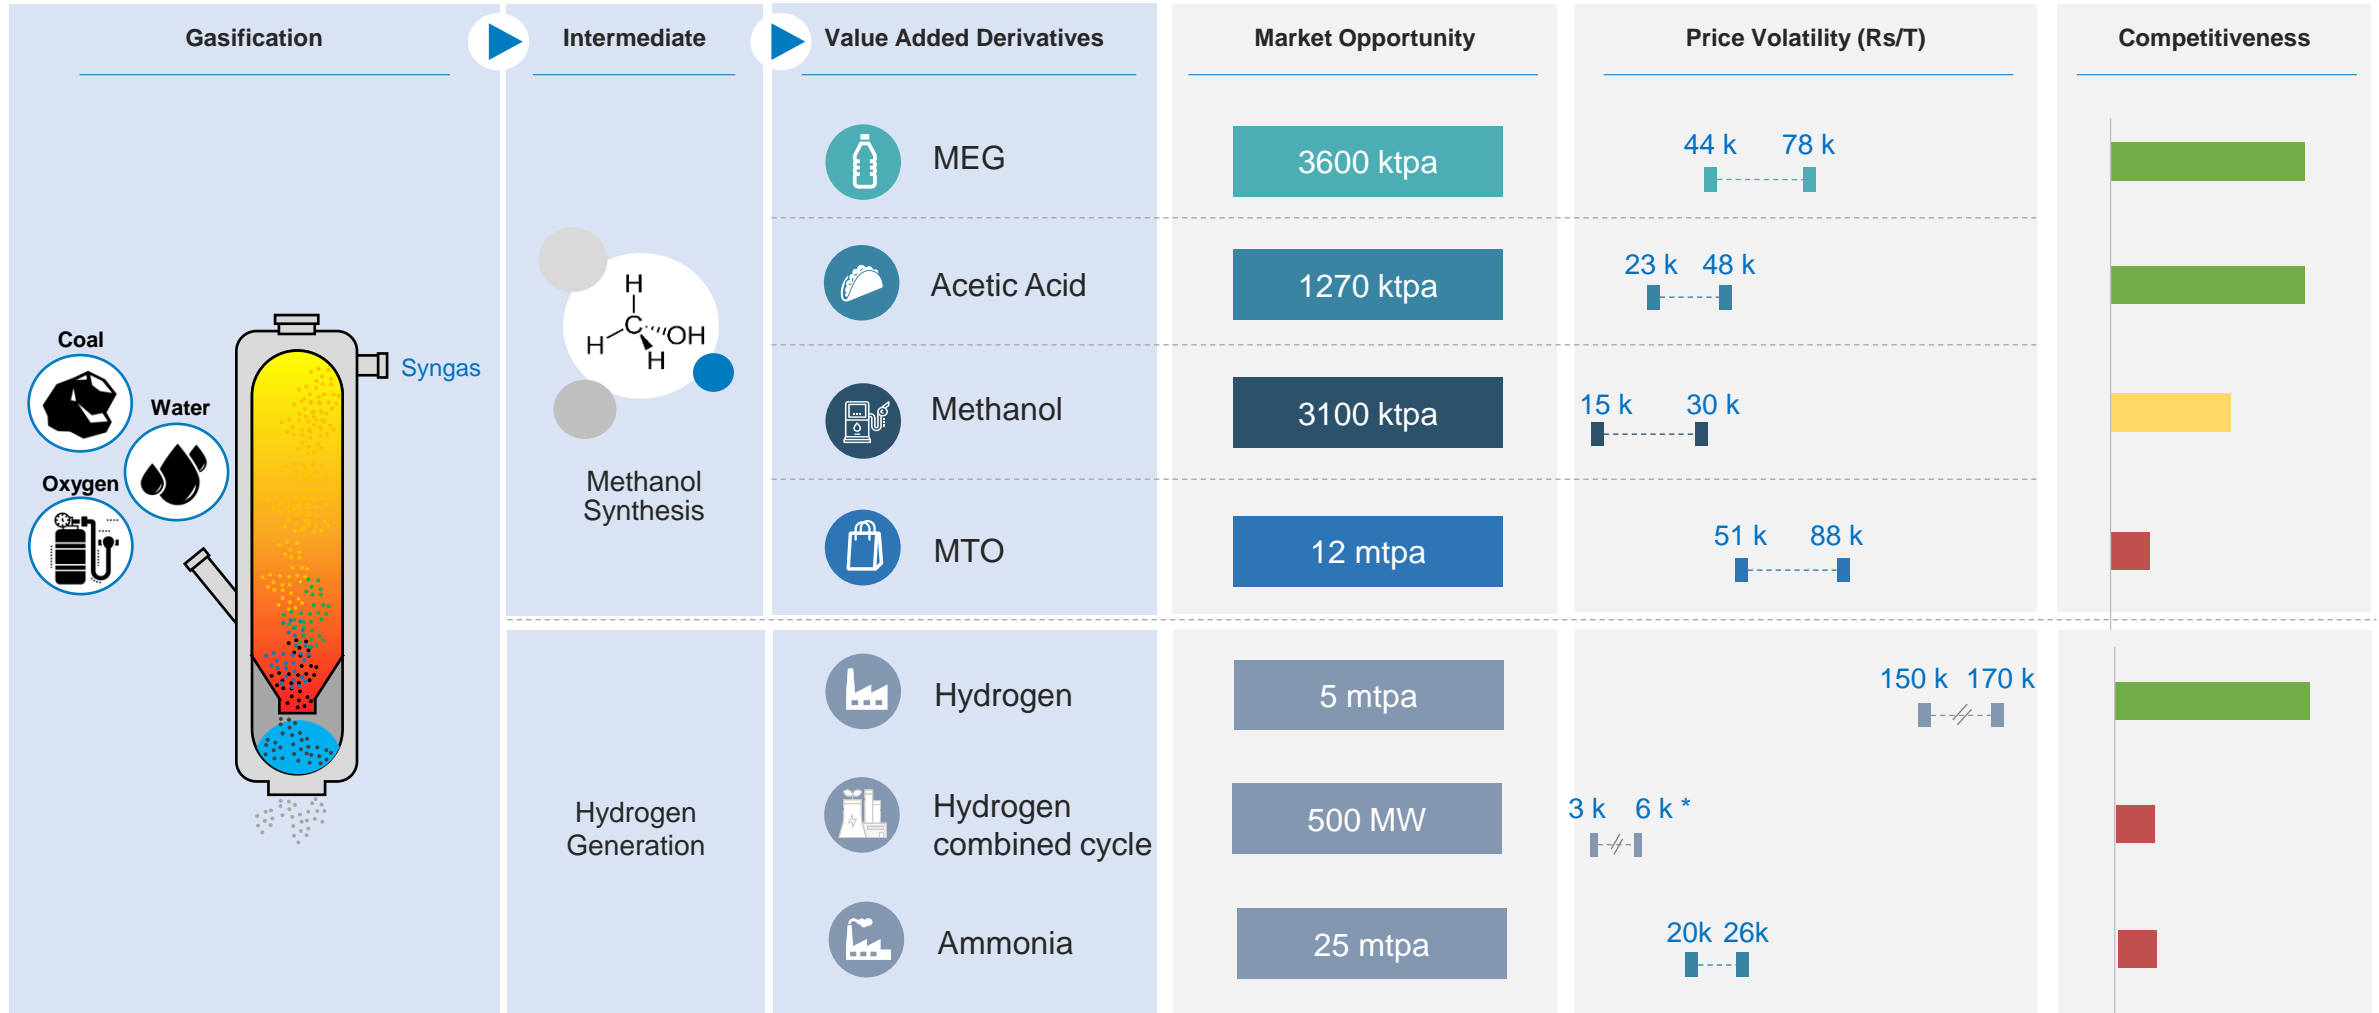 Gasification
Intermediate
Value Added Derivatives
Market Opportunity
Price Volatility (Rs/T)
Competitiveness
Coal
Water
Oxygen
Syngas
H
C
OH
H
H
Methanol
Synthesis
MEG
3600 ktpa
44 k 78 k
Acetic Acid
1270 ktpa
23 k 48 k
Methanol
3100 ktpa
15 k 30 k
MTO
12 mtpa
51 k 88 k
Hydrogen
Generation
Hydrogen
5 mtpa
150 k 170 k
Hydrogen
combined cycle
500 MW
3 k 6 k *
Ammonia
25 mtpa
20k 26k